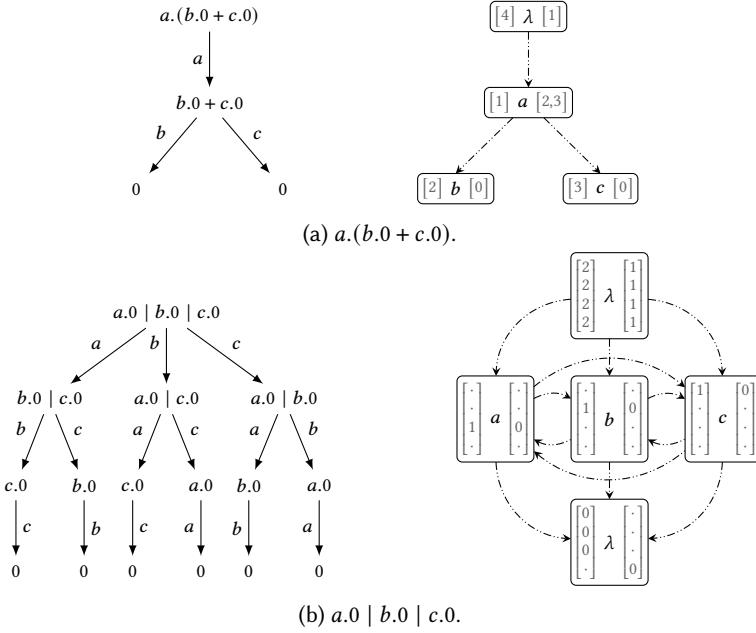 a.(b.0 + c.0)
[4] λ [1]
a
b.0 + c.0
[1] a [2,3]
b c
0 0
[2] b [0] [3] c [0]
(a) a.(b.0 + c.0).
a.0 | b.0 | c.0
[2 2 2 2] λ [1 1 1 1]
a b c
b.0 | c.0 a.0 | c.0 a.0 | b.0
[· · 1 ·] a [· · 0 ·] [· 1 · ·] b [· 0 · ·] [1 · · ·] c [0 · · ·]
b c a c a b
c.0 b.0 c.0 a.0 b.0 a.0
c b c a b a
[0 0 0 ·] λ [· · · 0]
0 0 0 0 0 0
(b) a.0 | b.0 | c.0.